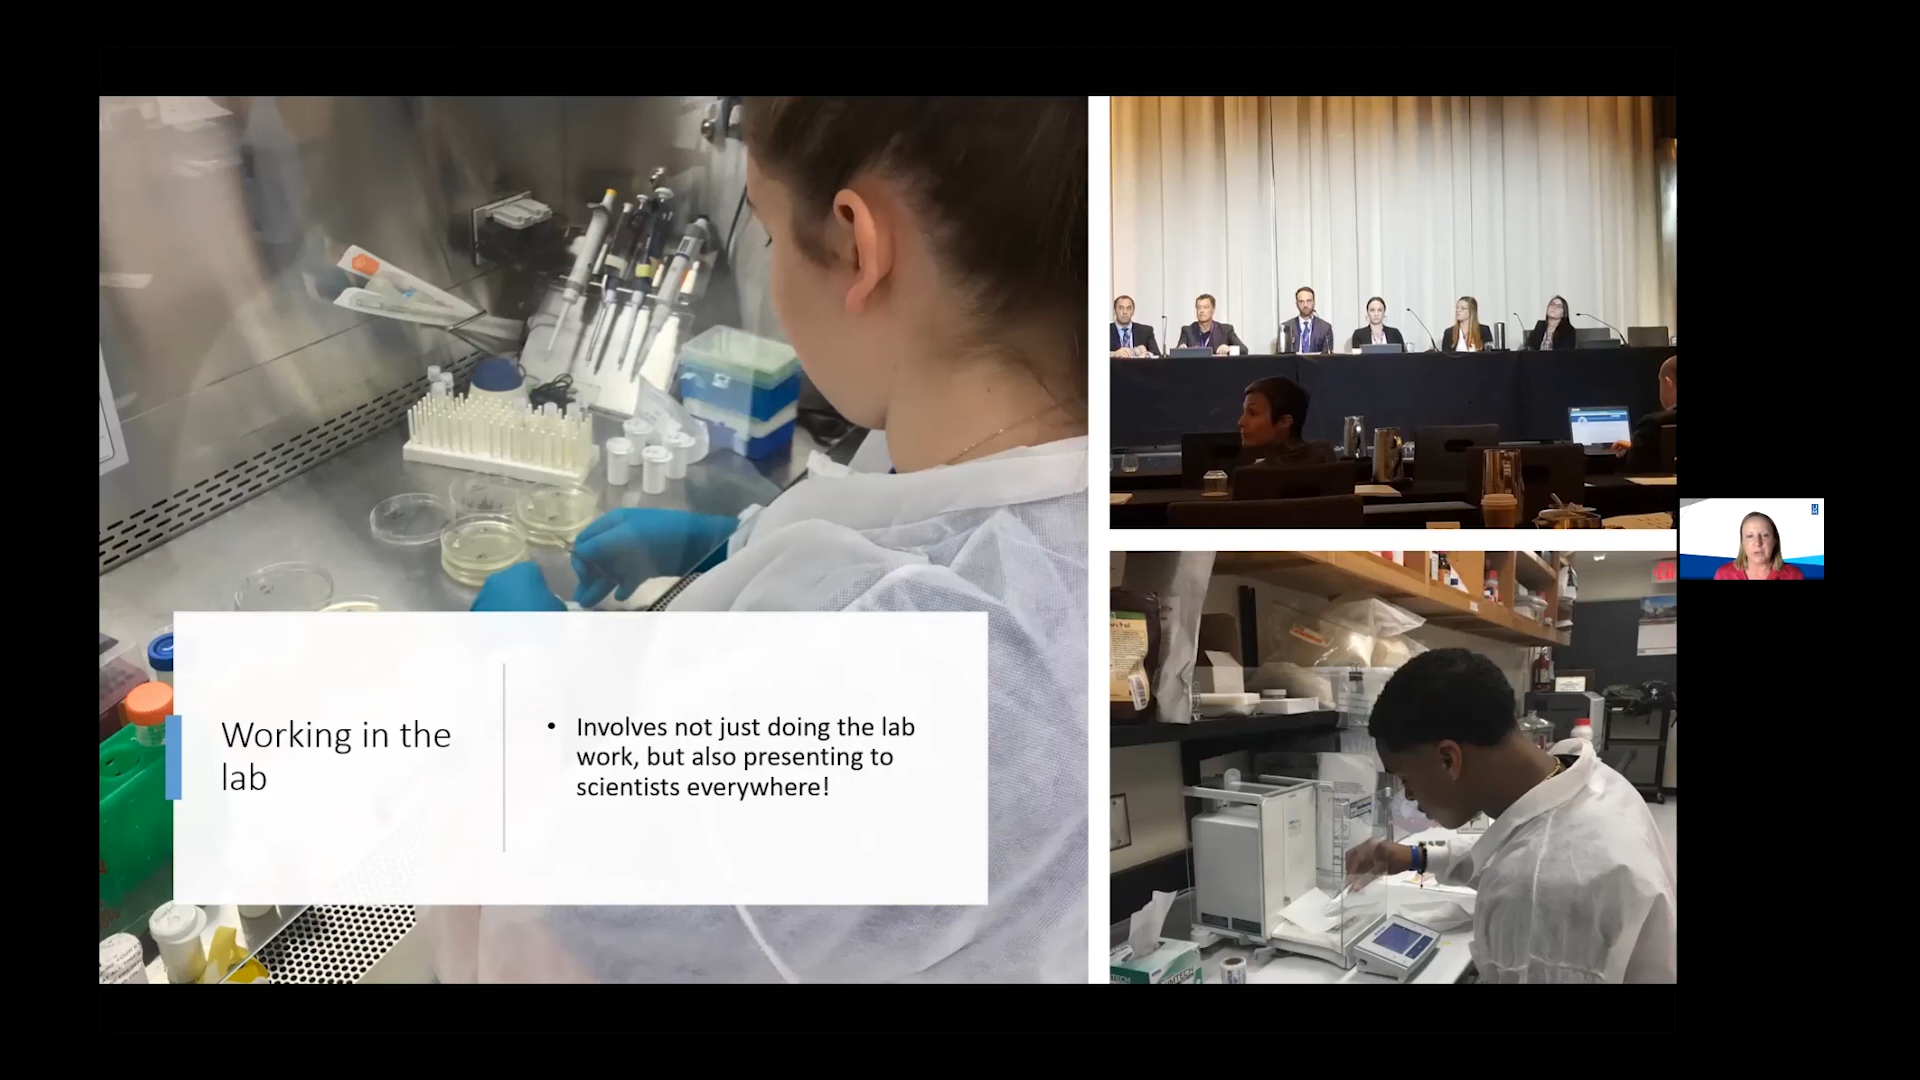 Working in the
lab
• Involves not just doing the lab
work, but also presenting to
scientists everywhere!